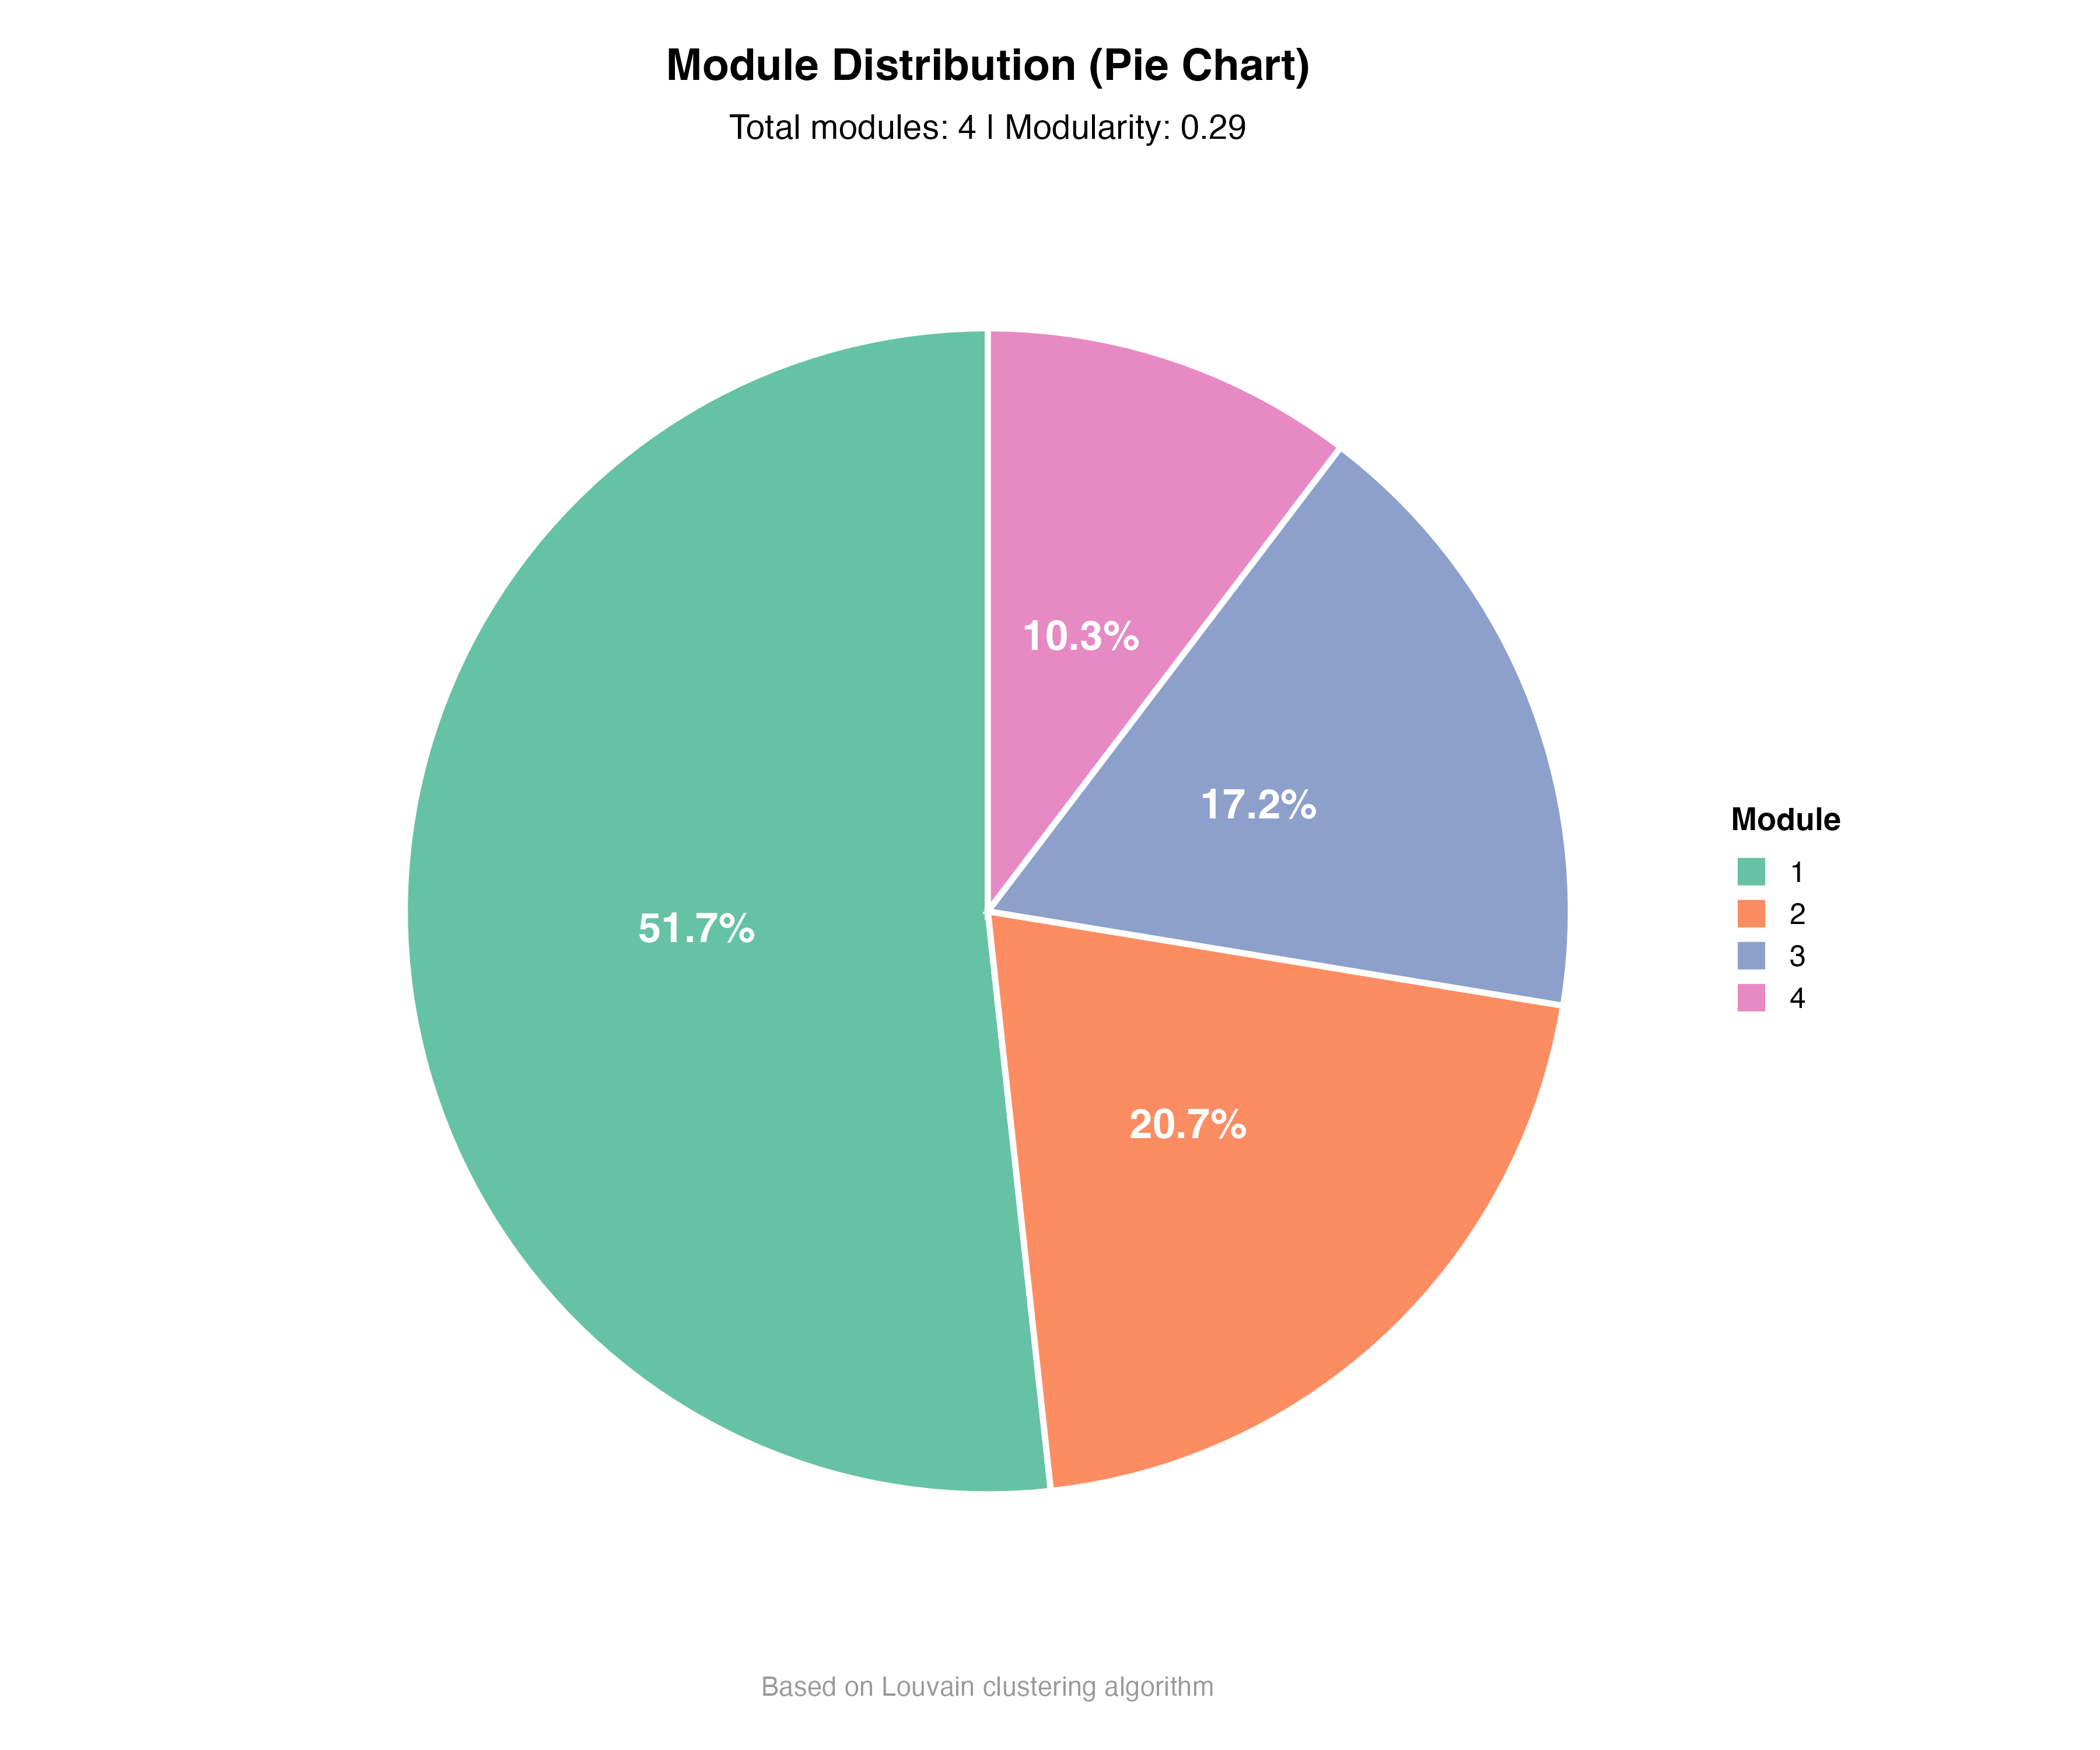 Module Distribution (Pie Chart)
Total modules: 4 | Modularity: 0.29
10.3%
17.2%
51.7%
20.7%
Module
1
2
3
4
Based on Louvain clustering algorithm